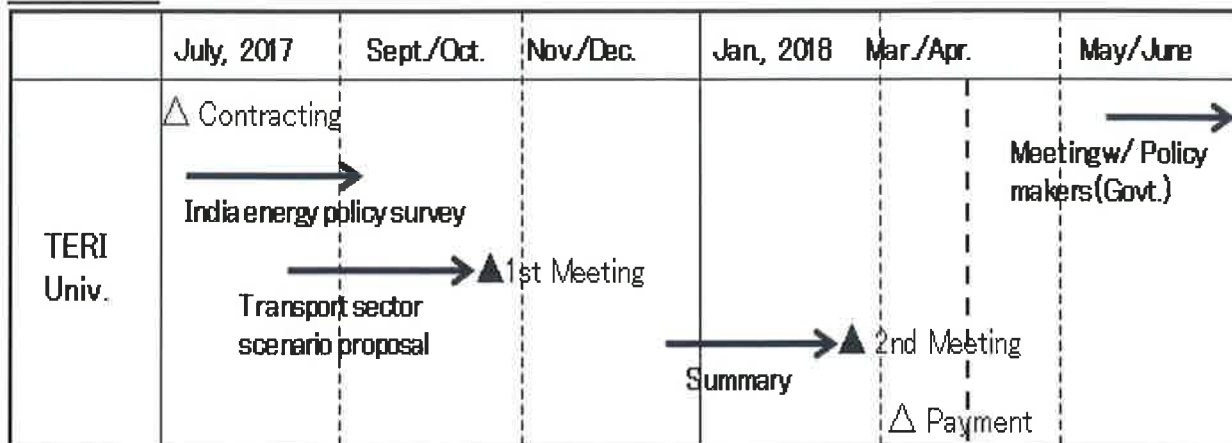 July, 2017 Sept./Oct. Nov./Dec. Jan, 2018 Mar./Apr. May/June
△ Contracting
Meeting w/ Policy
makers(Govt.)
India energy policy survey
TERI
Univ.
▲1st Meeting
Transport sector
scenario proposal
▲ 2nd Meeting
Summary
△ Payment